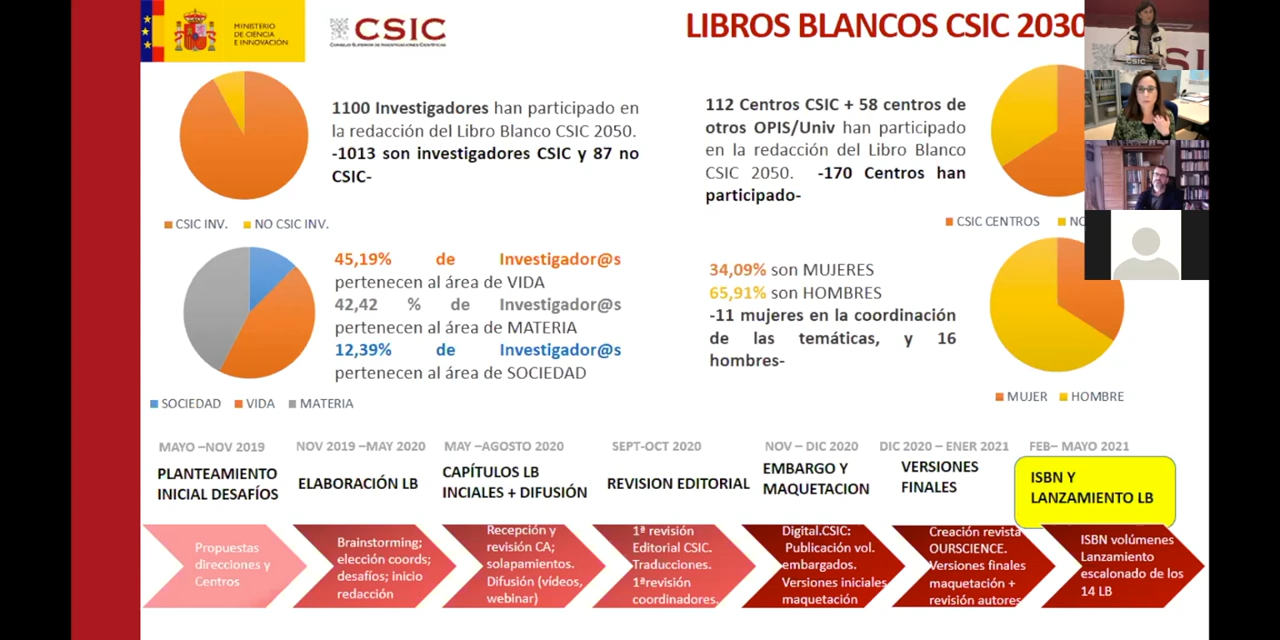 MINISTERIO
DE CIENCIA
E INNOVACIÓN
CSIC
CONSEJO SUPERIOR DE INVESTIGACIONES CIENTÍFICAS
LIBROS BLANCOS CSIC 2030
CSIC
1100 Investigadores han participado en
la redacción del Libro Blanco CSIC 2050.
-1013 son investigadores CSIC y 87 no
CSIC-
CSIC INV. NO CSIC INV.
112 Centros CSIC + 58 centros de
otros OPIS/Univ han participado
en la redacción del Libro Blanco
CSIC 2050. -170 Centros han
participado-
CSIC CENTROS NO
45,19% de Investigador@s
pertenecen al área de VIDA
42,42 % de Investigador@s
pertenecen al área de MATERIA
12,39% de Investigador@s
pertenecen al área de SOCIEDAD
SOCIEDAD VIDA MATERIA
34,09% son MUJERES
65,91% son HOMBRES
-11 mujeres en la coordinación
de las temáticas, y 16
hombres-
MUJER HOMBRE
MAYO –NOV 2019
PLANTEAMIENTO
INICIAL DESAFÍOS
Propuestas
direcciones y
Centros
NOV 2019 –MAY 2020
ELABORACIÓN LB
Brainstorming;
elección coords;
desafíos; inicio
redacción
MAY –AGOSTO 2020
CAPÍTULOS LB
INCIALES + DIFUSIÓN
Recepción y
revisión CA;
solapamientos.
Difusión (vídeos,
webinar)
SEPT-OCT 2020
REVISION EDITORIAL
1ª revisión
Editorial CSIC.
Traducciones.
1ªrevisión
coordinadores.
NOV – DIC 2020
EMBARGO Y
MAQUETACION
Digital.CSIC:
Publicación vol.
embargados.
Versiones iniciales
maquetación
DIC 2020 – ENER 2021
VERSIONES
FINALES
Creación revista
OURSCIENCE.
Versiones finales
maquetación +
revisión autores
FEB– MAYO 2021
ISBN Y
LANZAMIENTO LB
ISBN volúmenes
Lanzamiento
escalonado de los
14 LB